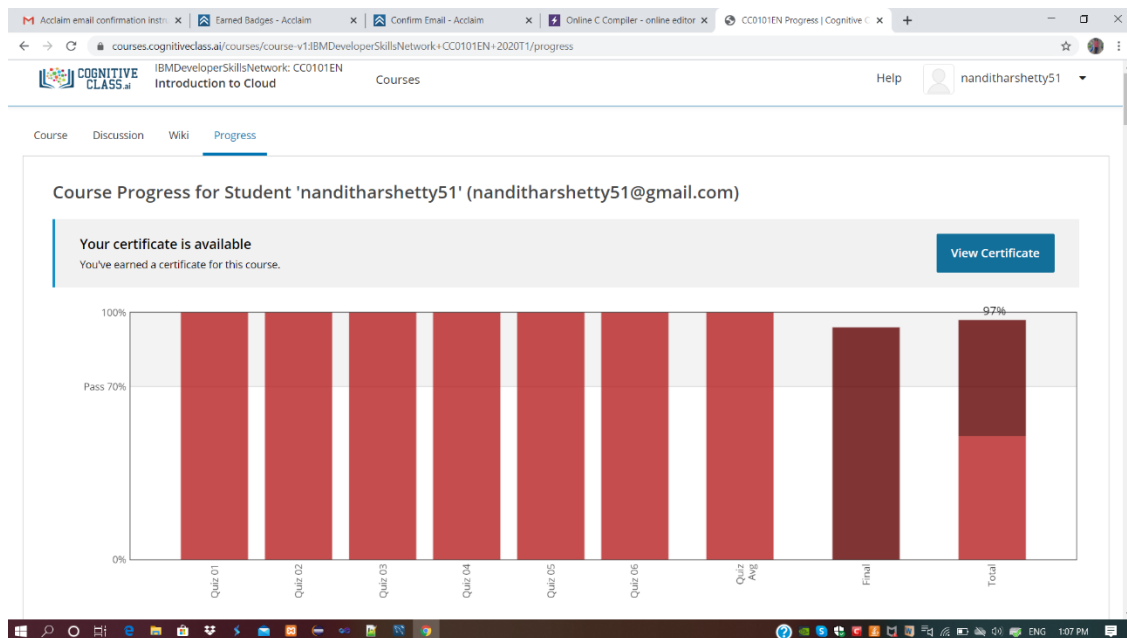 Acclaim email confirmation instru
Earned Badges - Acclaim
Confirm Email - Acclaim
Online C Compiler - online editor
CC0101EN Progress | Cognitive C
courses.cognitiveclass.ai/courses/course-v1:IBMDeveloperSkillsNetwork+CC0101EN+2020T1/progress
COGNITIVE
CLASS.ai
IBMDeveloperSkillsNetwork: CC0101EN
Introduction to Cloud
Courses
Help
nanditharshetty51
Course
Discussion
Wiki
Progress
Course Progress for Student 'nanditharshetty51' (nanditharshetty51@gmail.com)
Your certificate is available
You've earned a certificate for this course.
View Certificate
100%
Pass 70%
0%
97%
Quiz 01
Quiz 02
Quiz 03
Quiz 04
Quiz 05
Quiz 06
Quiz
Avg
Final
Total
ENG
1:07 PM